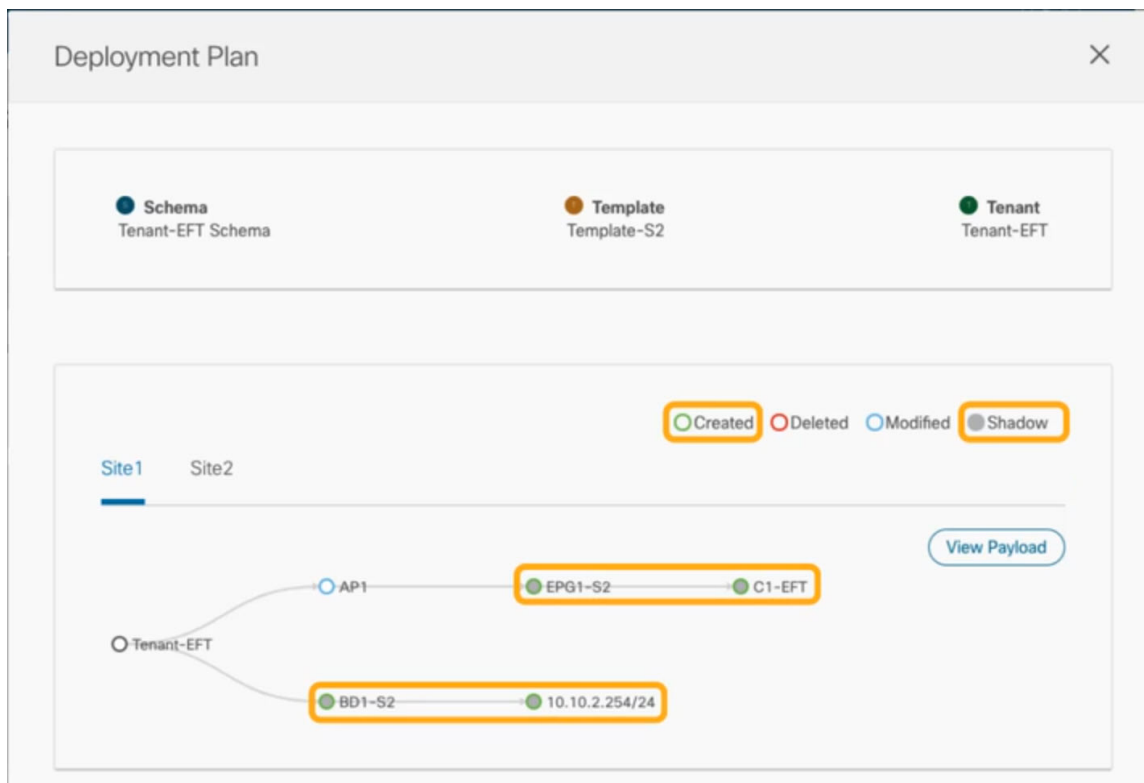 Deployment Plan
Schema
Tenant-EFT Schema
Template
Template-S2
Tenant
Tenant-EFT
Created Deleted Modified Shadow
Site1 Site2
View Payload
AP1 EPG1-S2 C1-EFT
Tenant-EFT
BD1-S2 10.10.2.254/24